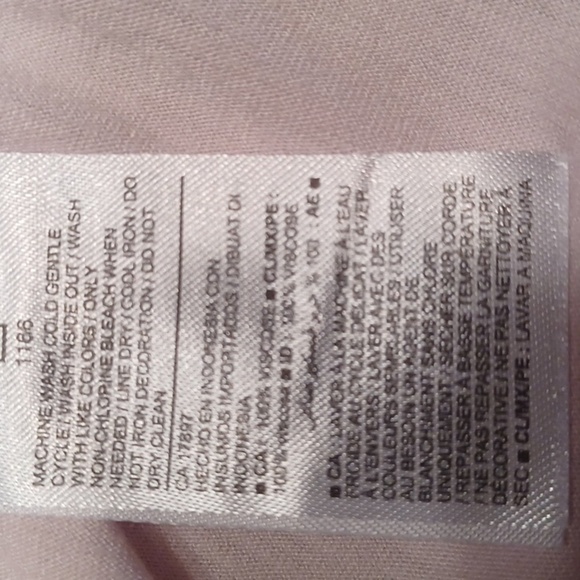 1166
MACHINE WASH COLD GENTLE
CYCLE / WASH INSIDE OUT / WASH
WITH LIKE COLORS / ONLY
NON-CHLORINE BLEACH WHEN
NEEDED / LINE DRY / COOL IRON / DO
NOT IRON DECORATION / DO NOT
DRY CLEAN
CA 17897
HECHO EN INDONESIA CON
INSUMOS IMPORTADOS / DIBUAT DI
INDONESIA
■ CA : 100% VISCOSE ■ CL/MX/PE :
100% VISCOSA ■ ID : 100% VISCOSE
100 % : AE ■
■ CA : LAVER À LA MACHINE À L'EAU
FROIDE AU CYCLE DÉLICAT / LAVER
À L'ENVERS / LAVER AVEC DES
COULEURS SEMBLABLES / UTILISER
AU BESOIN UN AGENT DE
BLANCHIMENT SANS CHLORE
UNIQUEMENT / SÉCHER SUR CORDE
/ REPASSER À BASSE TEMPÉRATURE
/ NE PAS REPASSER LA GARNITURE
DÉCORATIVE / NE PAS NETTOYER À
SEC ■ CL/MX/PE : LAVAR A MAQUINA